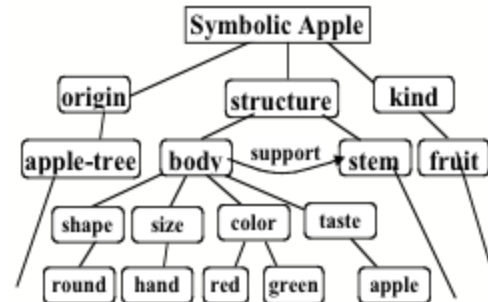 Symbolic Apple
origin structure kind
apple-tree body support stem fruit
shape size color taste
round hand red green apple